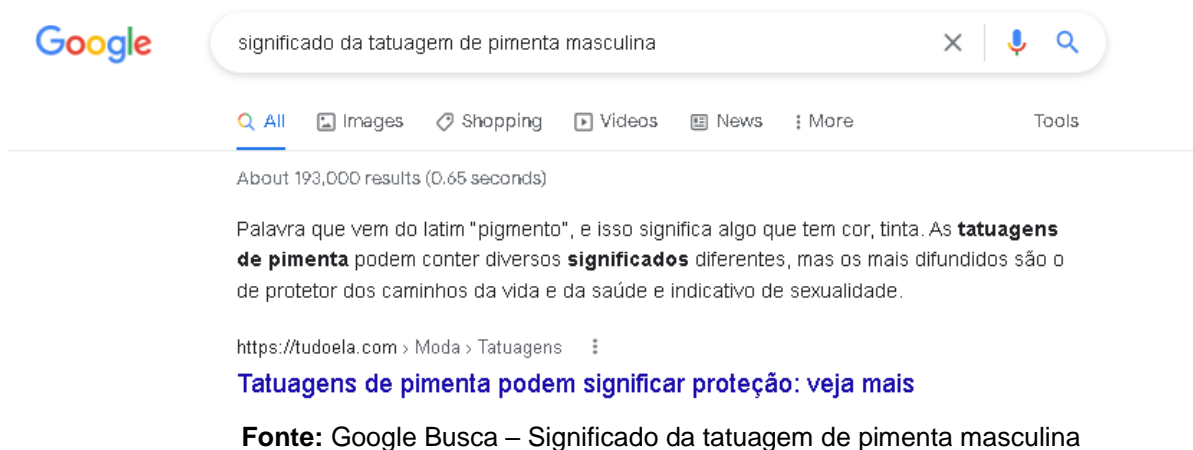 Google
significado da tatuagem de pimenta masculina
All Images Shopping Videos News More Tools
About 193,000 results (0.65 seconds)
Palavra que vem do latim "pigmento", e isso significa algo que tem cor, tinta. As tatuagens
de pimenta podem conter diversos significados diferentes, mas os mais difundidos são o
de protetor dos caminhos da vida e da saúde e indicativo de sexualidade.
https://tudoela.com › Moda › Tatuagens
Tatuagens de pimenta podem significar proteção: veja mais
Fonte: Google Busca – Significado da tatuagem de pimenta masculina